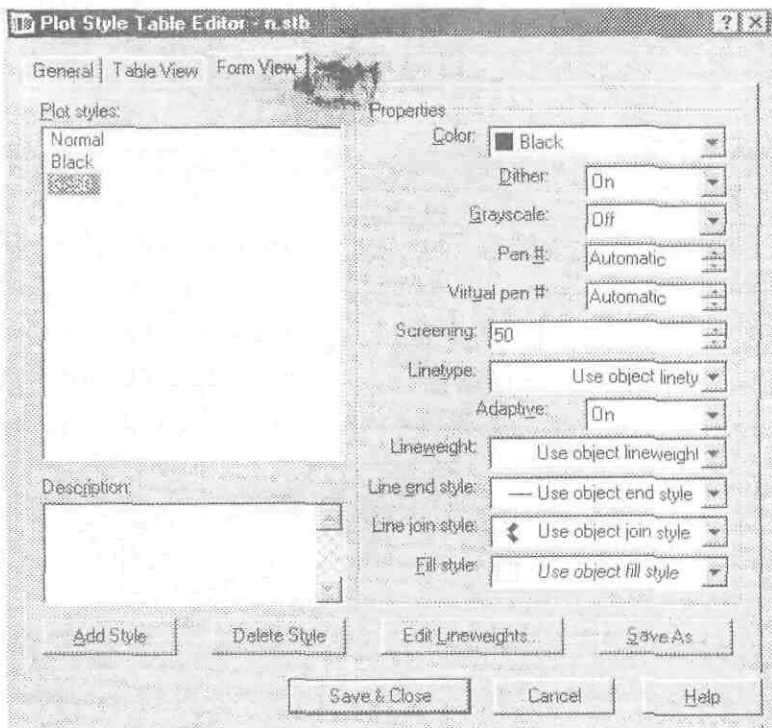 Plot Style Table Editor - n.stb
General
Table View
Form View
Plot styles:
Normal
Black
Description:
Properties
Color: Black
Dither: On
Grayscale: Off
Pen #: Automatic
Virtual pen #: Automatic
Screening: 50
Linetype: Use object linety
Adaptive: On
Lineweight: Use object lineweight
Line end style: Use object end style
Line join style: Use object join style
Fill style: Use object fill style
Add Style
Delete Style
Edit Lineweights...
Save As...
Save & Close
Cancel
Help